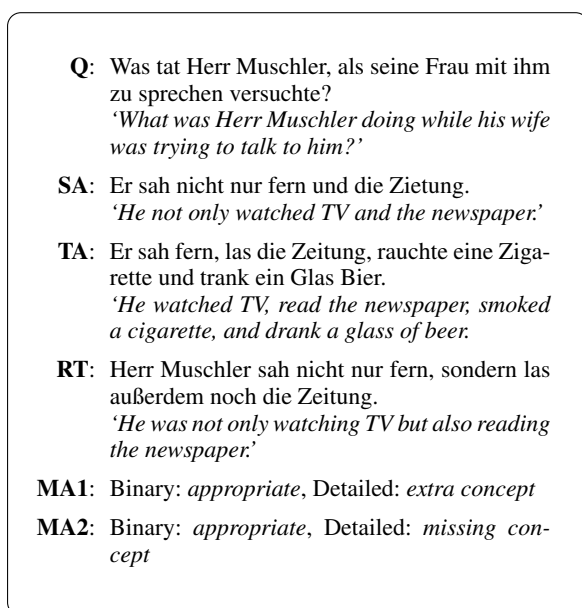 Q: Was tat Herr Muschler, als seine Frau mit ihm
zu sprechen versuchte?
‘What was Herr Muschler doing while his wife
was trying to talk to him?’
SA: Er sah nicht nur fern und die Zietung.
‘He not only watched TV and the newspaper.’
TA: Er sah fern, las die Zeitung, rauchte eine Ziga-
rette und trank ein Glas Bier.
‘He watched TV, read the newspaper, smoked
a cigarette, and drank a glass of beer.
RT: Herr Muschler sah nicht nur fern, sondern las
außerdem noch die Zeitung.
‘He was not only watching TV but also reading
the newspaper.’
MA1: Binary: appropriate, Detailed: extra concept
MA2: Binary: appropriate, Detailed: missing con-
cept